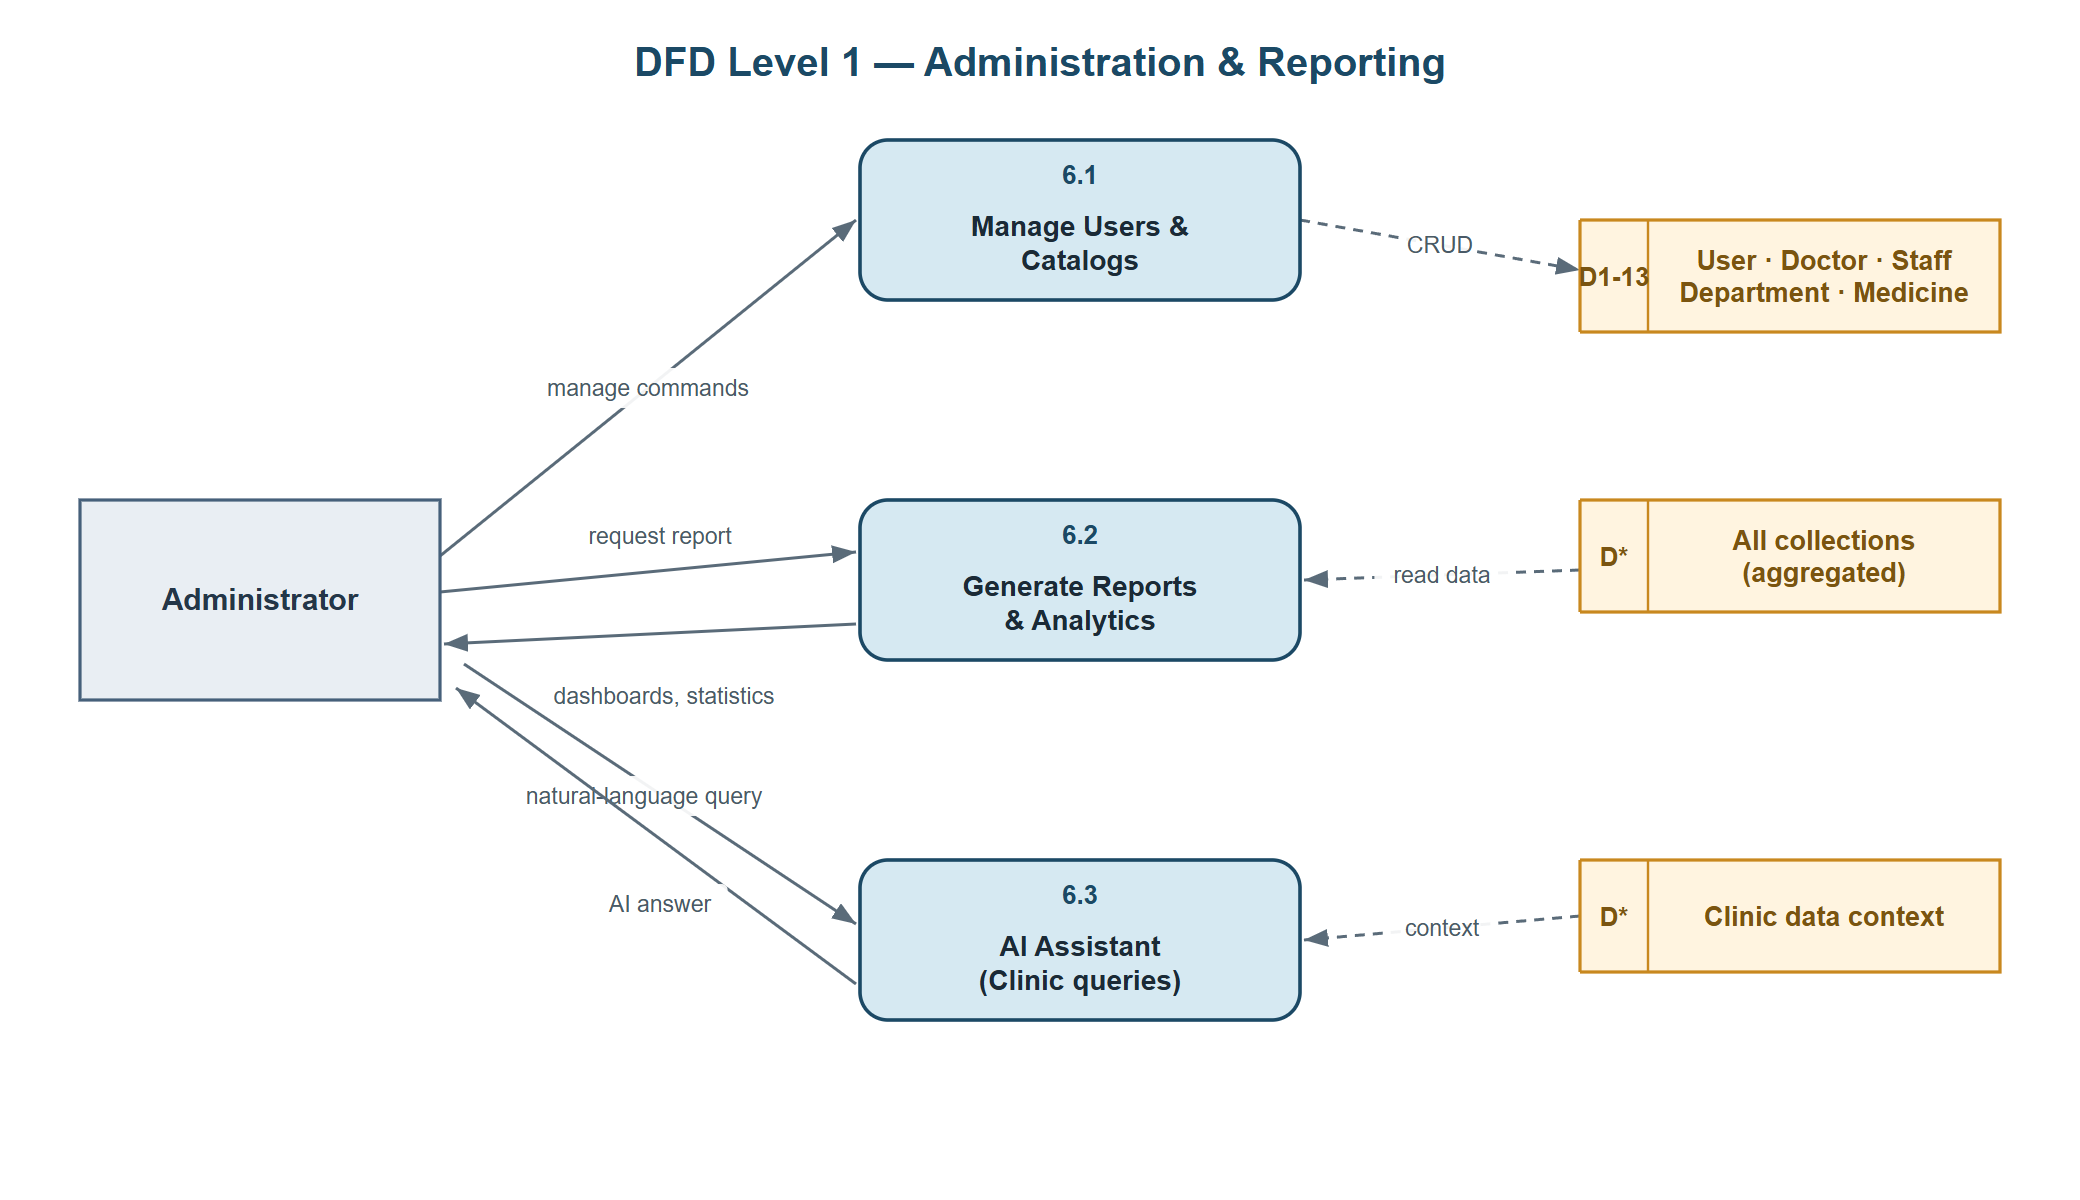 DFD Level 1 — Administration & Reporting
6.1
Manage Users &
Catalogs
CRUD
D1-13
User · Doctor · Staff
Department · Medicine
manage commands
Administrator
request report
6.2
Generate Reports
& Analytics
read data
D*
All collections
(aggregated)
dashboards, statistics
natural-language query
AI answer
6.3
AI Assistant
(Clinic queries)
context
D*
Clinic data context